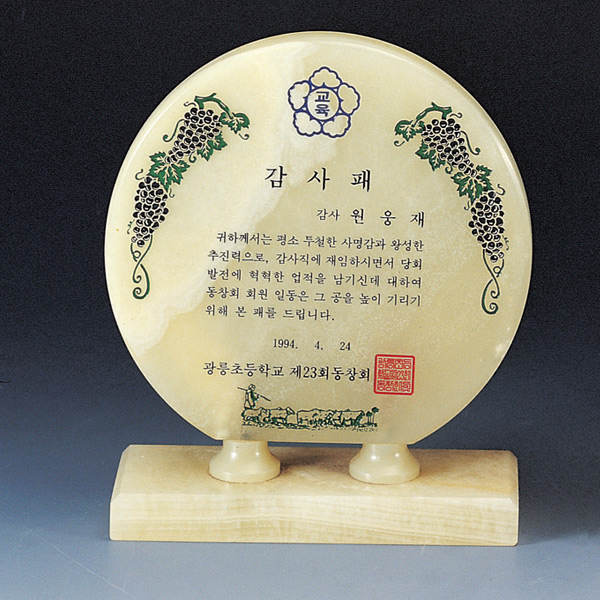 교육
감사패
감사 원웅재
귀하께서는 평소 투철한 사명감과 왕성한
추진력으로, 감사직에 재임하시면서 당회
발전에 혁혁한 업적을 남기신데 대하여
동창회 회원 일동은 그 공을 높이 기리기
위해 본 패를 드립니다.
1994. 4. 24
광릉초등학교 제23회동창회